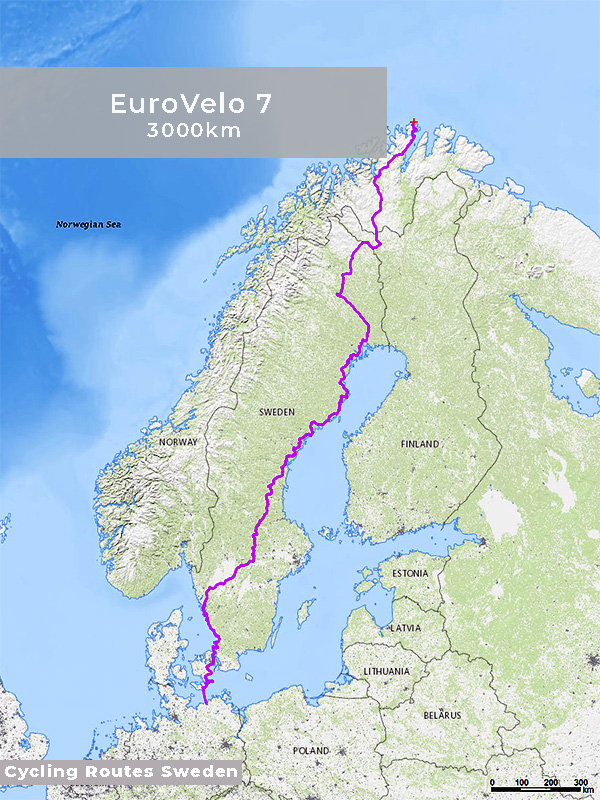 EuroVelo 7
3000km
Norwegian Sea
SWEDEN
NORWAY
FINLAND
ESTONIA
LATVIA
LITHUANIA
BELARUS
POLAND
Cycling Routes Sweden
0 100 200 300
km